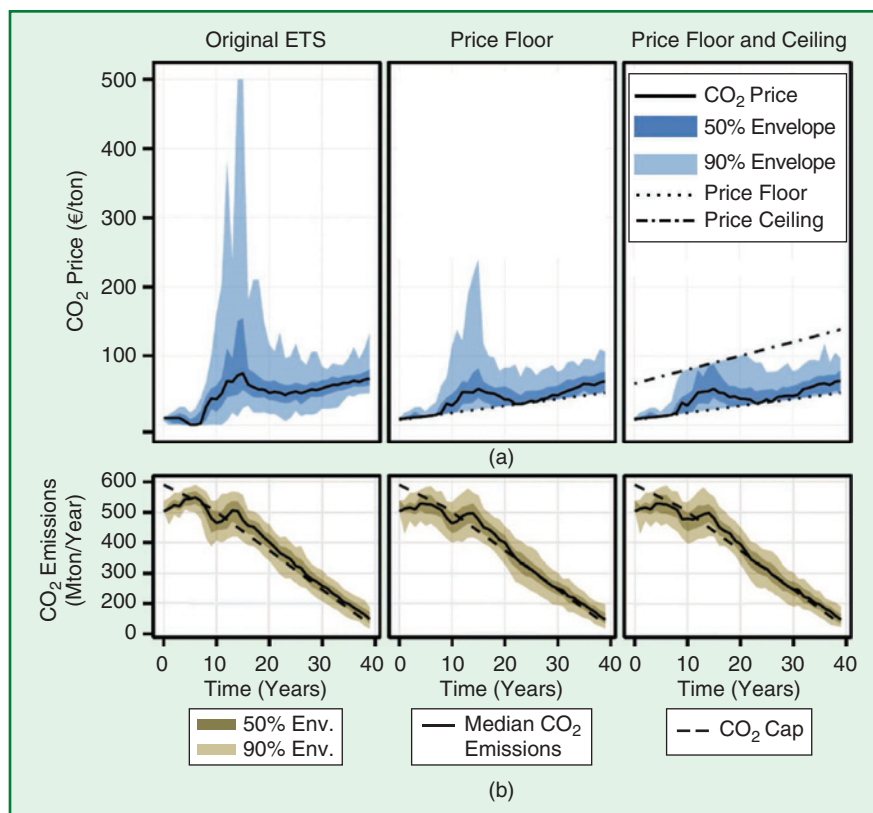 Original ETS
Price Floor
Price Floor and Ceiling
CO2 Price (€/ton)
500
400
300
200
100
CO2 Price
50% Envelope
90% Envelope
Price Floor
Price Ceiling
(a)
CO2 Emissions
(Mton/Year)
600
500
400
300
200
0
0 10 20 30 40
0 10 20 30 40
0 10 20 30 40
Time (Years)
Time (Years)
Time (Years)
50% Env.
90% Env.
Median CO2
Emissions
CO2 Cap
(b)